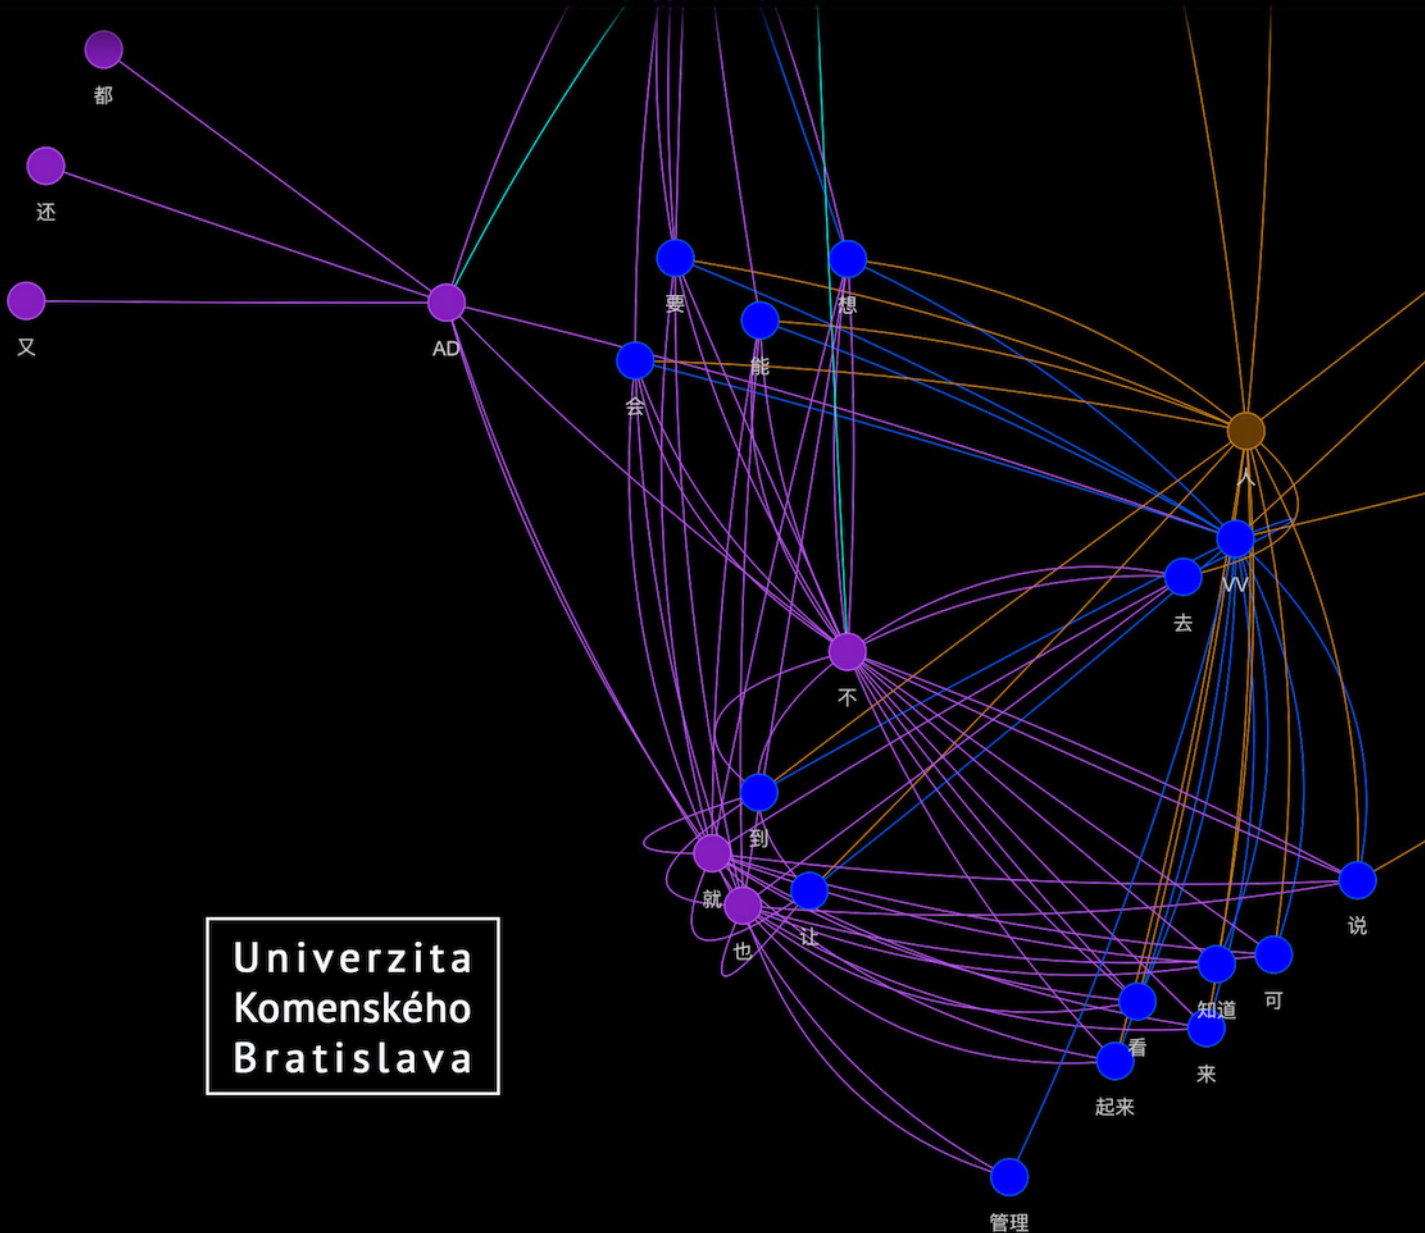 都
还
又
AD
要
想
能
会
人
VV
去
不
到
就
也
让
说
知道
可
看
来
起来
管理
Univerzita
Komenského
Bratislava